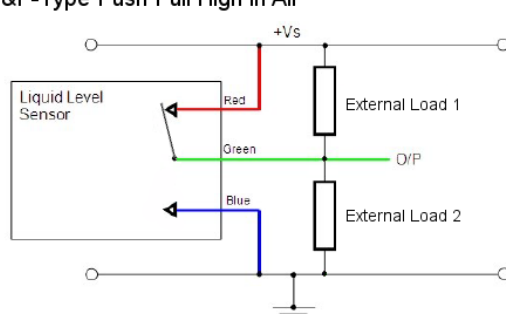 -Type Push Pull High in Air
+Vs
Liquid Level
Sensor
Red
External Load 1
Green
O/P
Blue
External Load 2